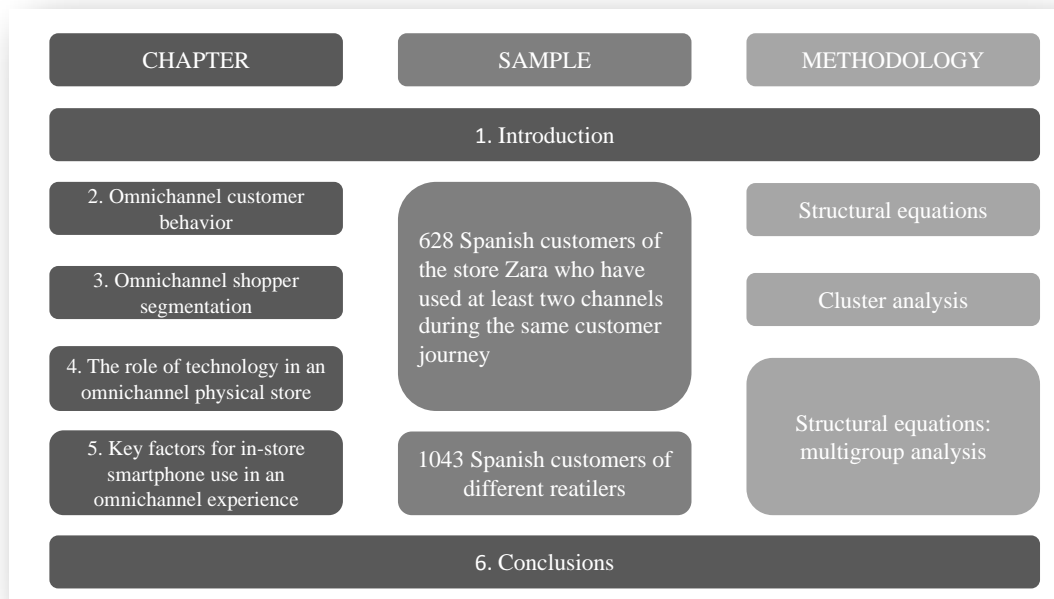 CHAPTER
SAMPLE
METHODOLOGY
1. Introduction
2. Omnichannel customer
behavior
3. Omnichannel shopper
segmentation
4. The role of technology in an
omnichannel physical store
5. Key factors for in-store
smartphone use in an
omnichannel experience
628 Spanish customers of
the store Zara who have
used at least two channels
during the same customer
journey
1043 Spanish customers of
different reatilers
Structural equations
Cluster analysis
Structural equations:
multigroup analysis
6. Conclusions